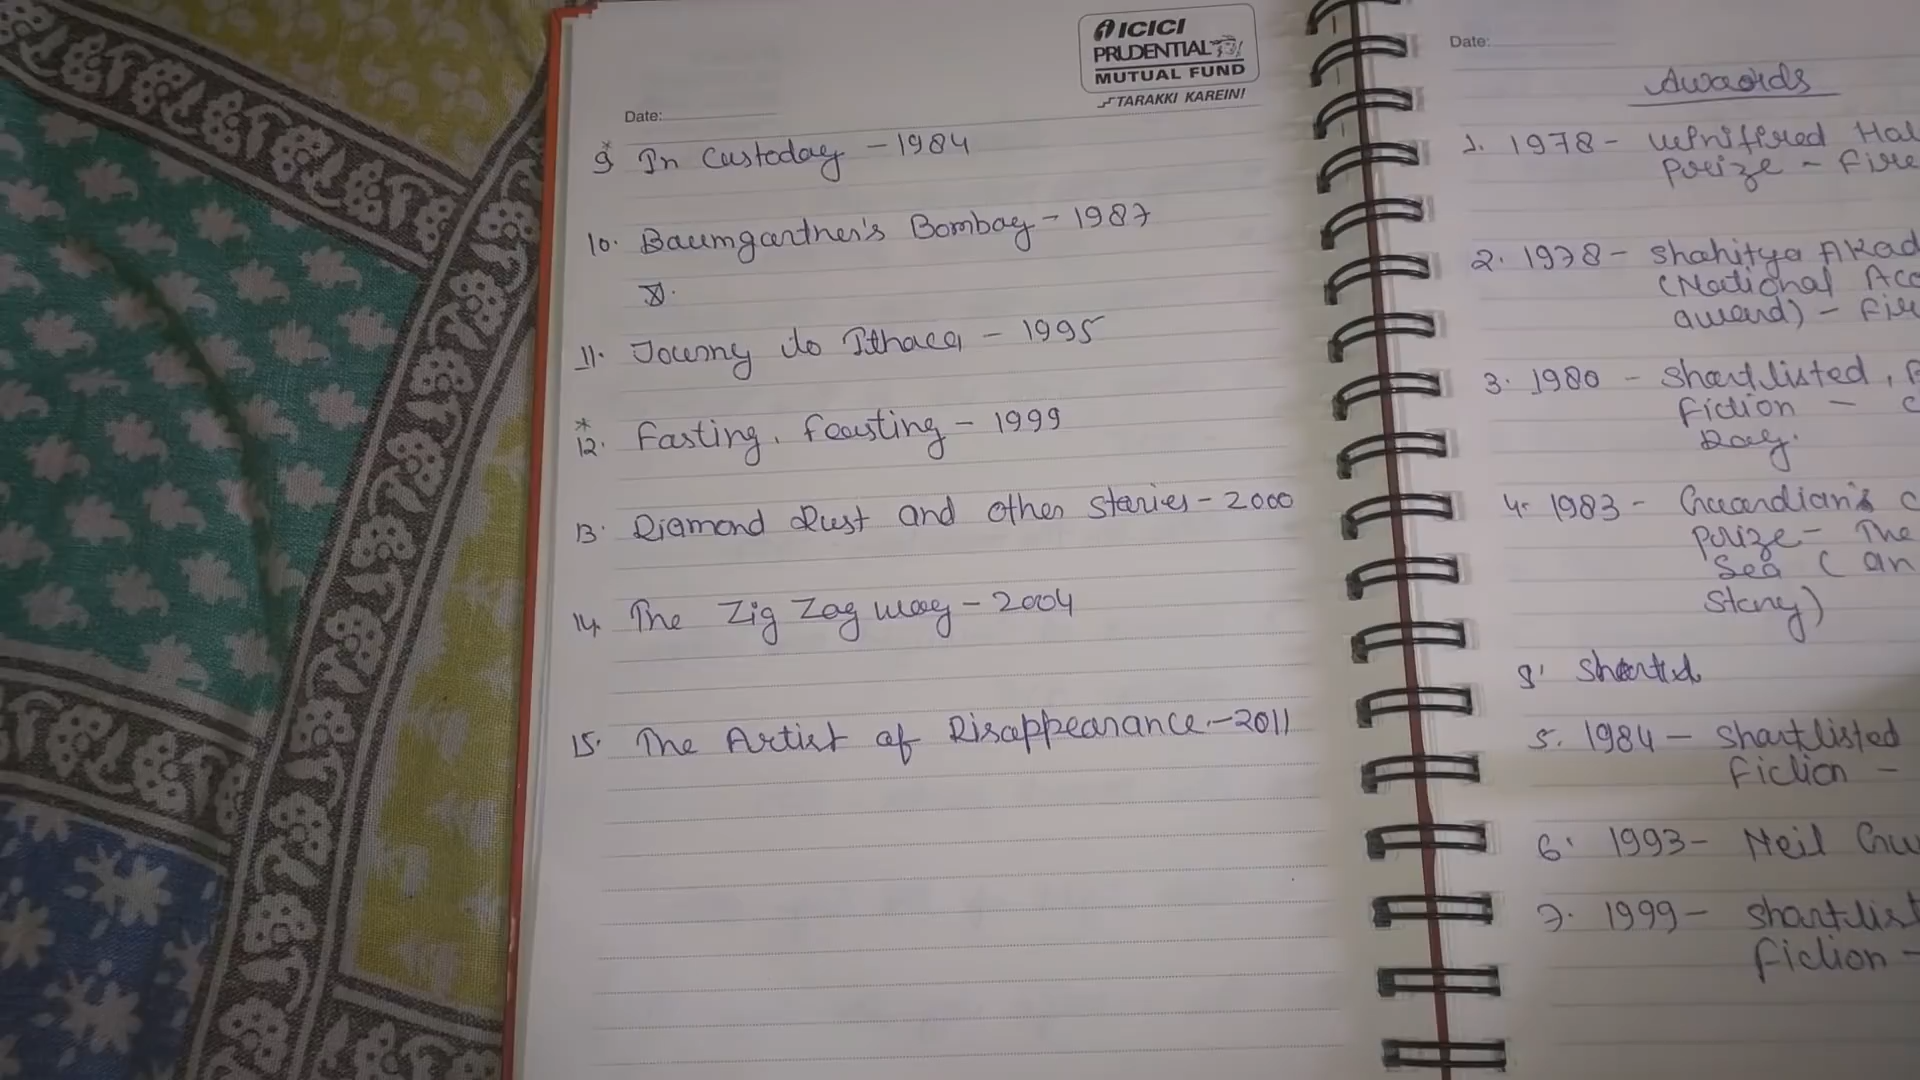 ICICI
PRUDENTIAL
MUTUAL FUND
TARAKKI KAREIN!
Date:
9. In Custoday - 1984
10. Baumgartner's Bombay - 1987
11. Journy to Ithaca - 1995
12. Fasting, Feasting - 1999
13. Diamond Dust and other stories - 2000
14. The Zig Zag way - 2004
15. The Artist of Disappearance - 2011
Date:
Awards
1. 1978 - winifired Hol
prize - Fire
2. 1978 - Shahitya Akad
(National Aca
award) - Fire
3. 1980 - Shortlisted,
Fiction - C
Day.
4. 1983 - Guardian's C
prize - The
Sea (an
Story)
5. 1984 - Shortlisted
Fiction -
6. 1993 - Neil Gu
7. 1999 - Shortlist
Fiction -